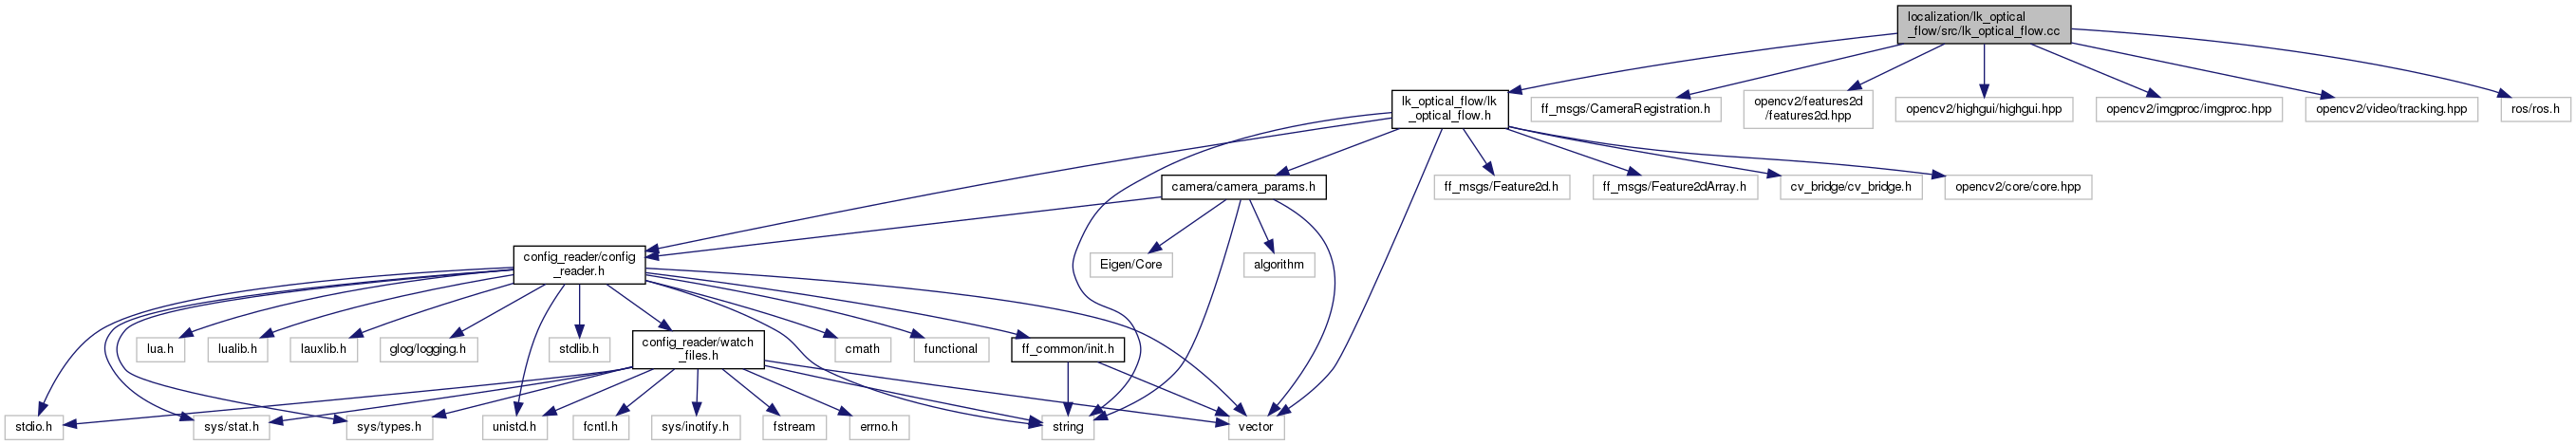 localization/lk_optical
_flow/src/lk_optical_flow.cc
lk_optical_flow/lk
_optical_flow.h
ff_msgs/CameraRegistration.h
opencv2/features2d
/features2d.hpp
opencv2/highgui/highgui.hpp
opencv2/imgproc/imgproc.hpp
opencv2/video/tracking.hpp
ros/ros.h
camera/camera_params.h
ff_msgs/Feature2d.h
ff_msgs/Feature2dArray.h
cv_bridge/cv_bridge.h
opencv2/core/core.hpp
config_reader/config
_reader.h
Eigen/Core
algorithm
lua.h
lualib.h
lauxlib.h
glog/logging.h
stdlib.h
config_reader/watch
_files.h
cmath
functional
ff_common/init.h
stdio.h
sys/stat.h
sys/types.h
unistd.h
fcntl.h
sys/inotify.h
fstream
errno.h
string
vector